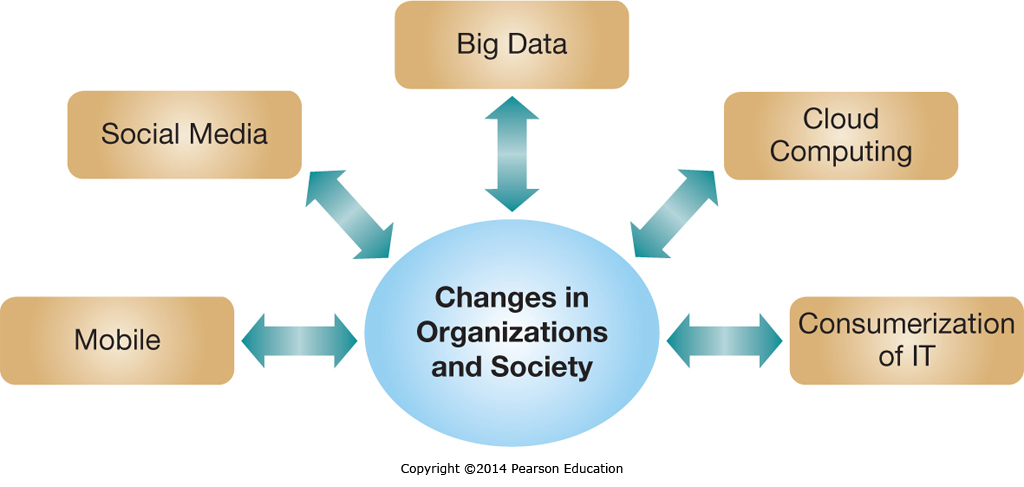 Big Data
Social Media
Cloud
Computing
Changes in
Organizations
and Society
Mobile
Consumerization
of IT
Copyright ©2014 Pearson Education